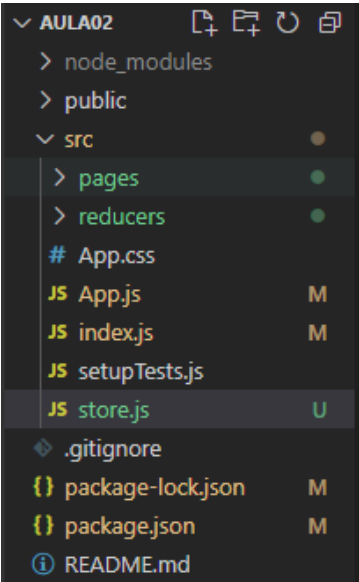 AULA02
node_modules
public
src
pages
reducers
# App.css
JS App.js M
JS index.js M
JS setupTests.js
JS store.js U
.gitignore
{} package-lock.json M
{} package.json M
README.md